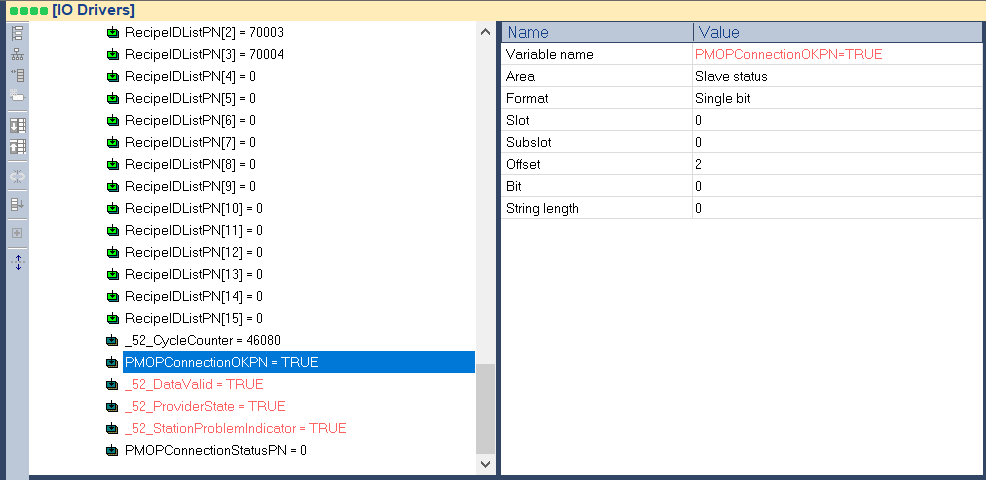 [IO Drivers]
RecipeIDListPN[2] = 70003
RecipeIDListPN[3] = 70004
RecipeIDListPN[4] = 0
RecipeIDListPN[5] = 0
RecipeIDListPN[6] = 0
RecipeIDListPN[7] = 0
RecipeIDListPN[8] = 0
RecipeIDListPN[9] = 0
RecipeIDListPN[10] = 0
RecipeIDListPN[11] = 0
RecipeIDListPN[12] = 0
RecipeIDListPN[13] = 0
RecipeIDListPN[14] = 0
RecipeIDListPN[15] = 0
_52_CycleCounter = 46080
PMOPConnectionOKPN = TRUE
_52_DataValid = TRUE
_52_ProviderState = TRUE
_52_StationProblemIndicator = TRUE
PMOPConnectionStatusPN = 0
Name Value
Variable name PMOPConnectionOKPN=TRUE
Area Slave status
Format Single bit
Slot 0
Subslot 0
Offset 2
Bit 0
String length 0